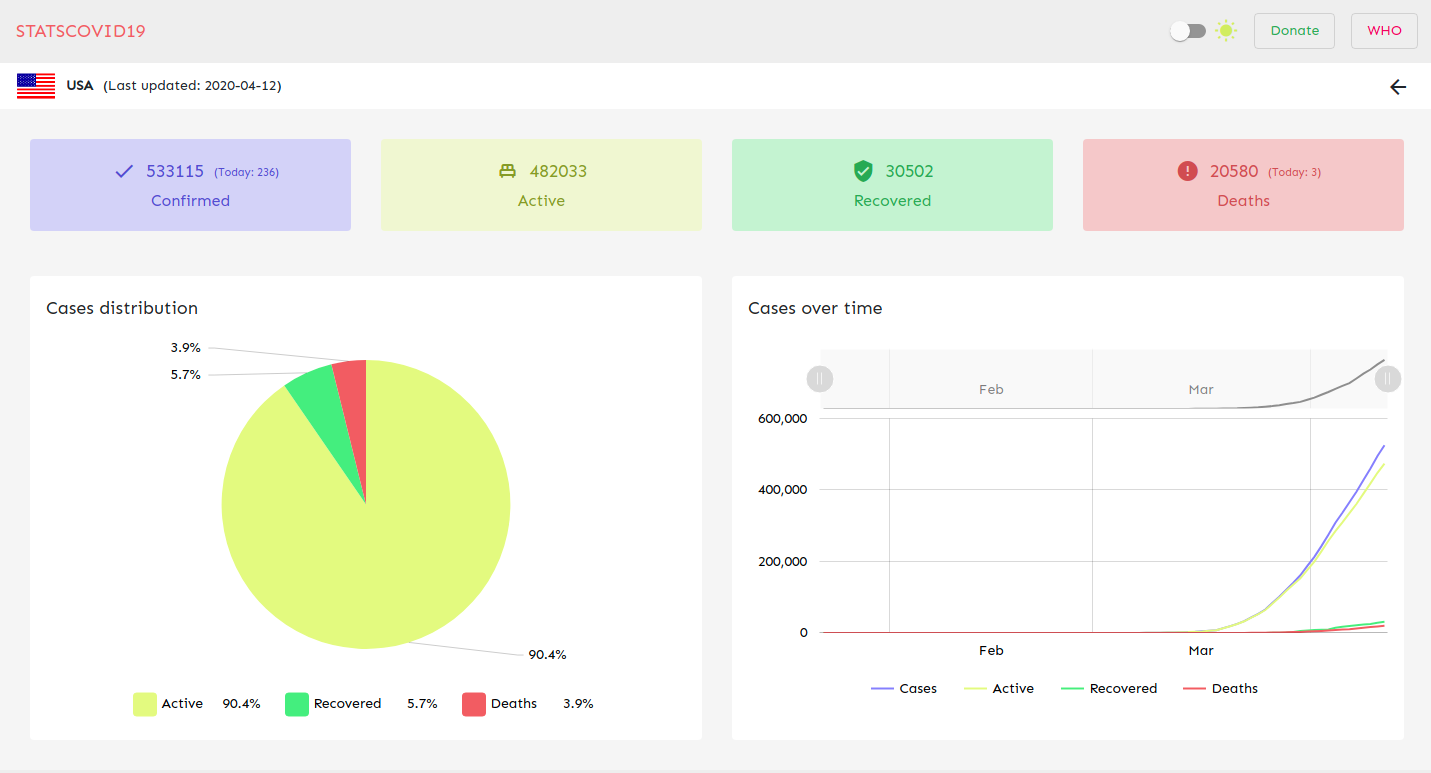 STATSCOVID19
Donate
WHO
USA (Last updated: 2020-04-12)
533115 (Today: 236)
Confirmed
482033
Active
30502
Recovered
20580 (Today: 3)
Deaths
Cases distribution
3.9%
5.7%
90.4%
Active 90.4% Recovered 5.7% Deaths 3.9%
Cases over time
Feb Mar
600,000
400,000
200,000
0
Feb Mar
Cases Active Recovered Deaths